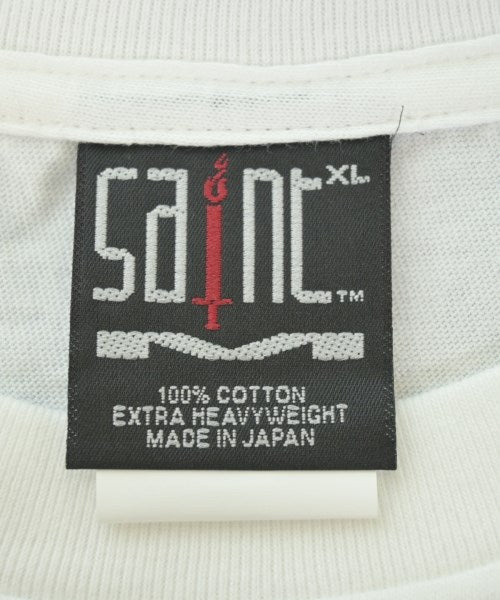 saint XL
TM
100% COTTON
EXTRA HEAVYWEIGHT
MADE IN JAPAN